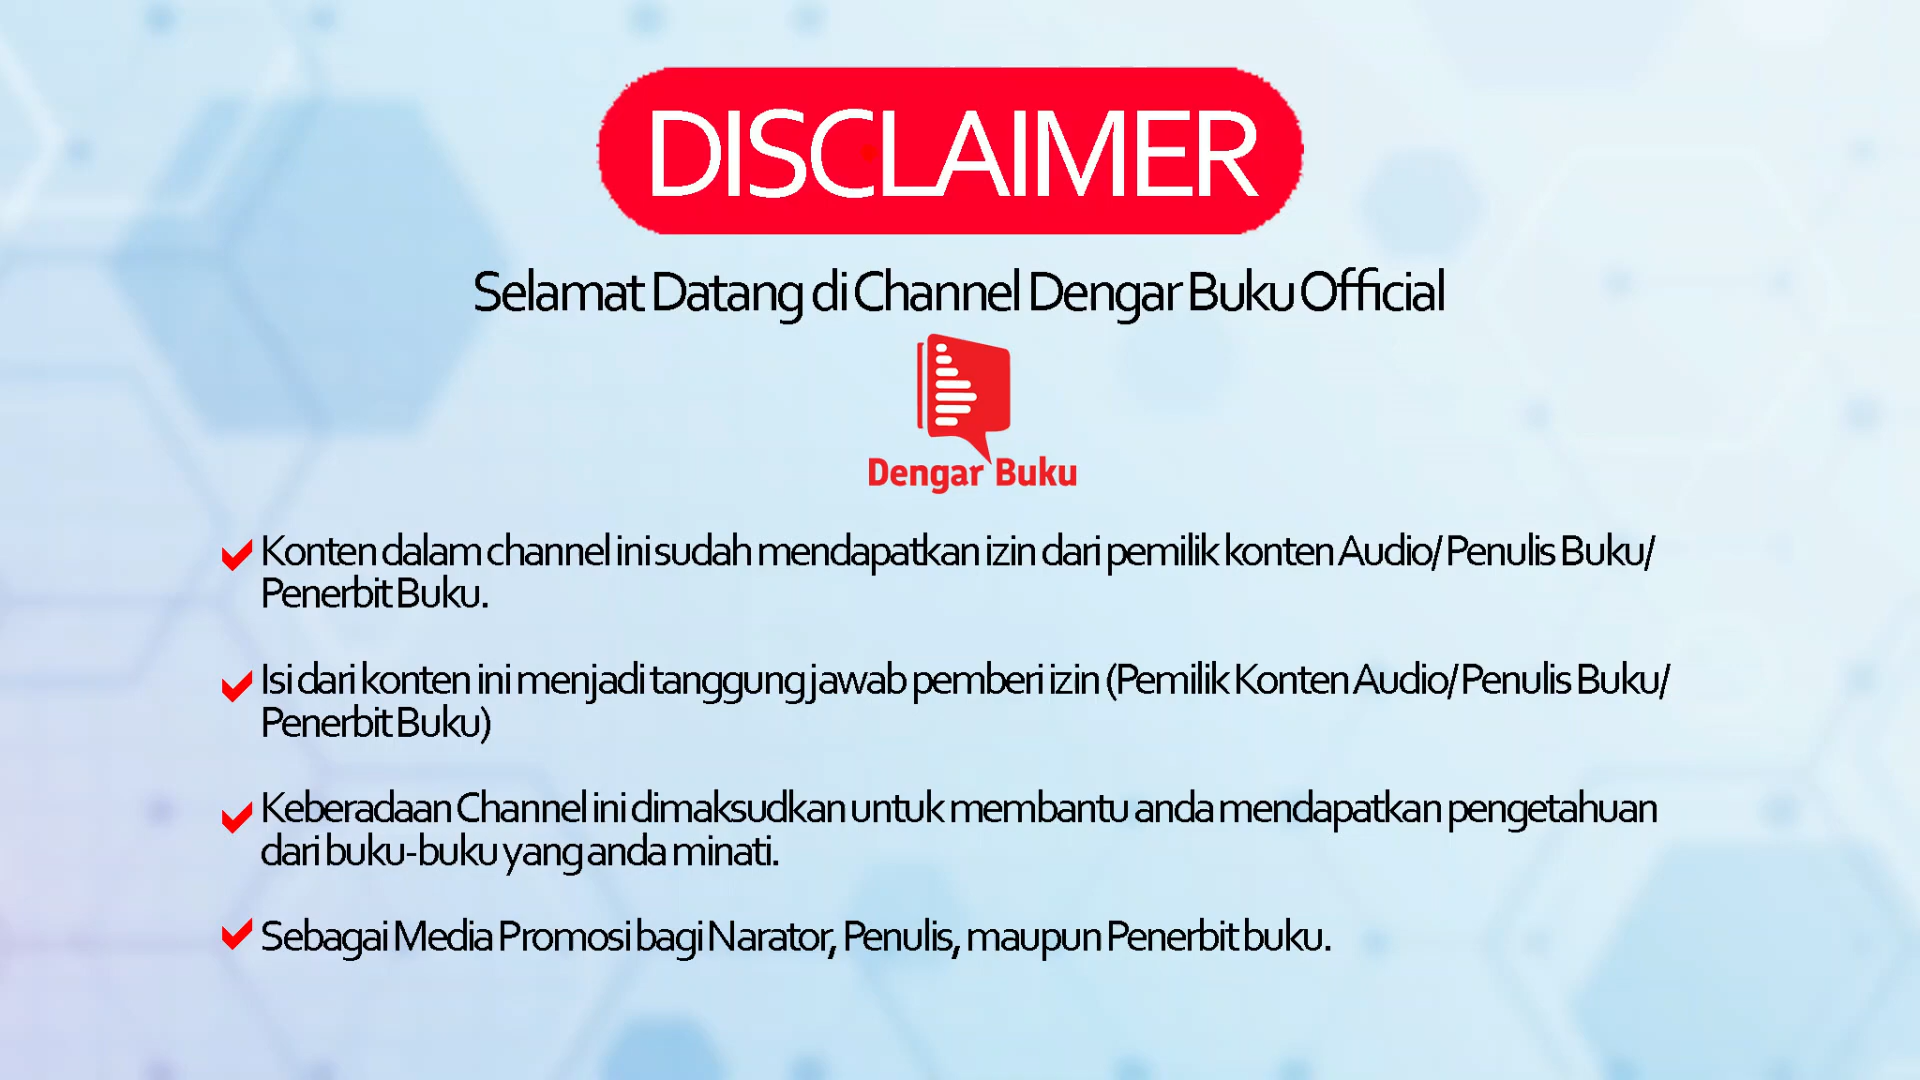 DISCLAIMER
Selamat Datang di Channel Dengar Buku Official
Dengar Buku
Konten dalam channel ini sudah mendapatkan izin dari pemilik konten Audio/ Penulis Buku/
Penerbit Buku.
Isi dari konten ini menjadi tanggung jawab pemberi izin (Pemilik Konten Audio/ Penulis Buku/
Penerbit Buku)
Keberadaan Channel ini dimaksudkan untuk membantu anda mendapatkan pengetahuan
dari buku-buku yang anda minati.
Sebagai Media Promosi bagi Narator, Penulis, maupun Penerbit buku.